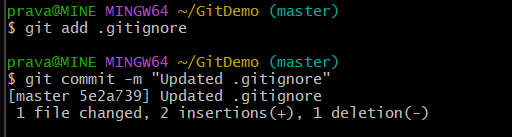 prava@MINE MINGW64 ~/GitDemo (master)
$ git add .gitignore
prava@MINE MINGW64 ~/GitDemo (master)
$ git commit -m "Updated .gitignore"
[master 5e2a739] Updated .gitignore
 1 file changed, 2 insertions(+), 1 deletion(-)